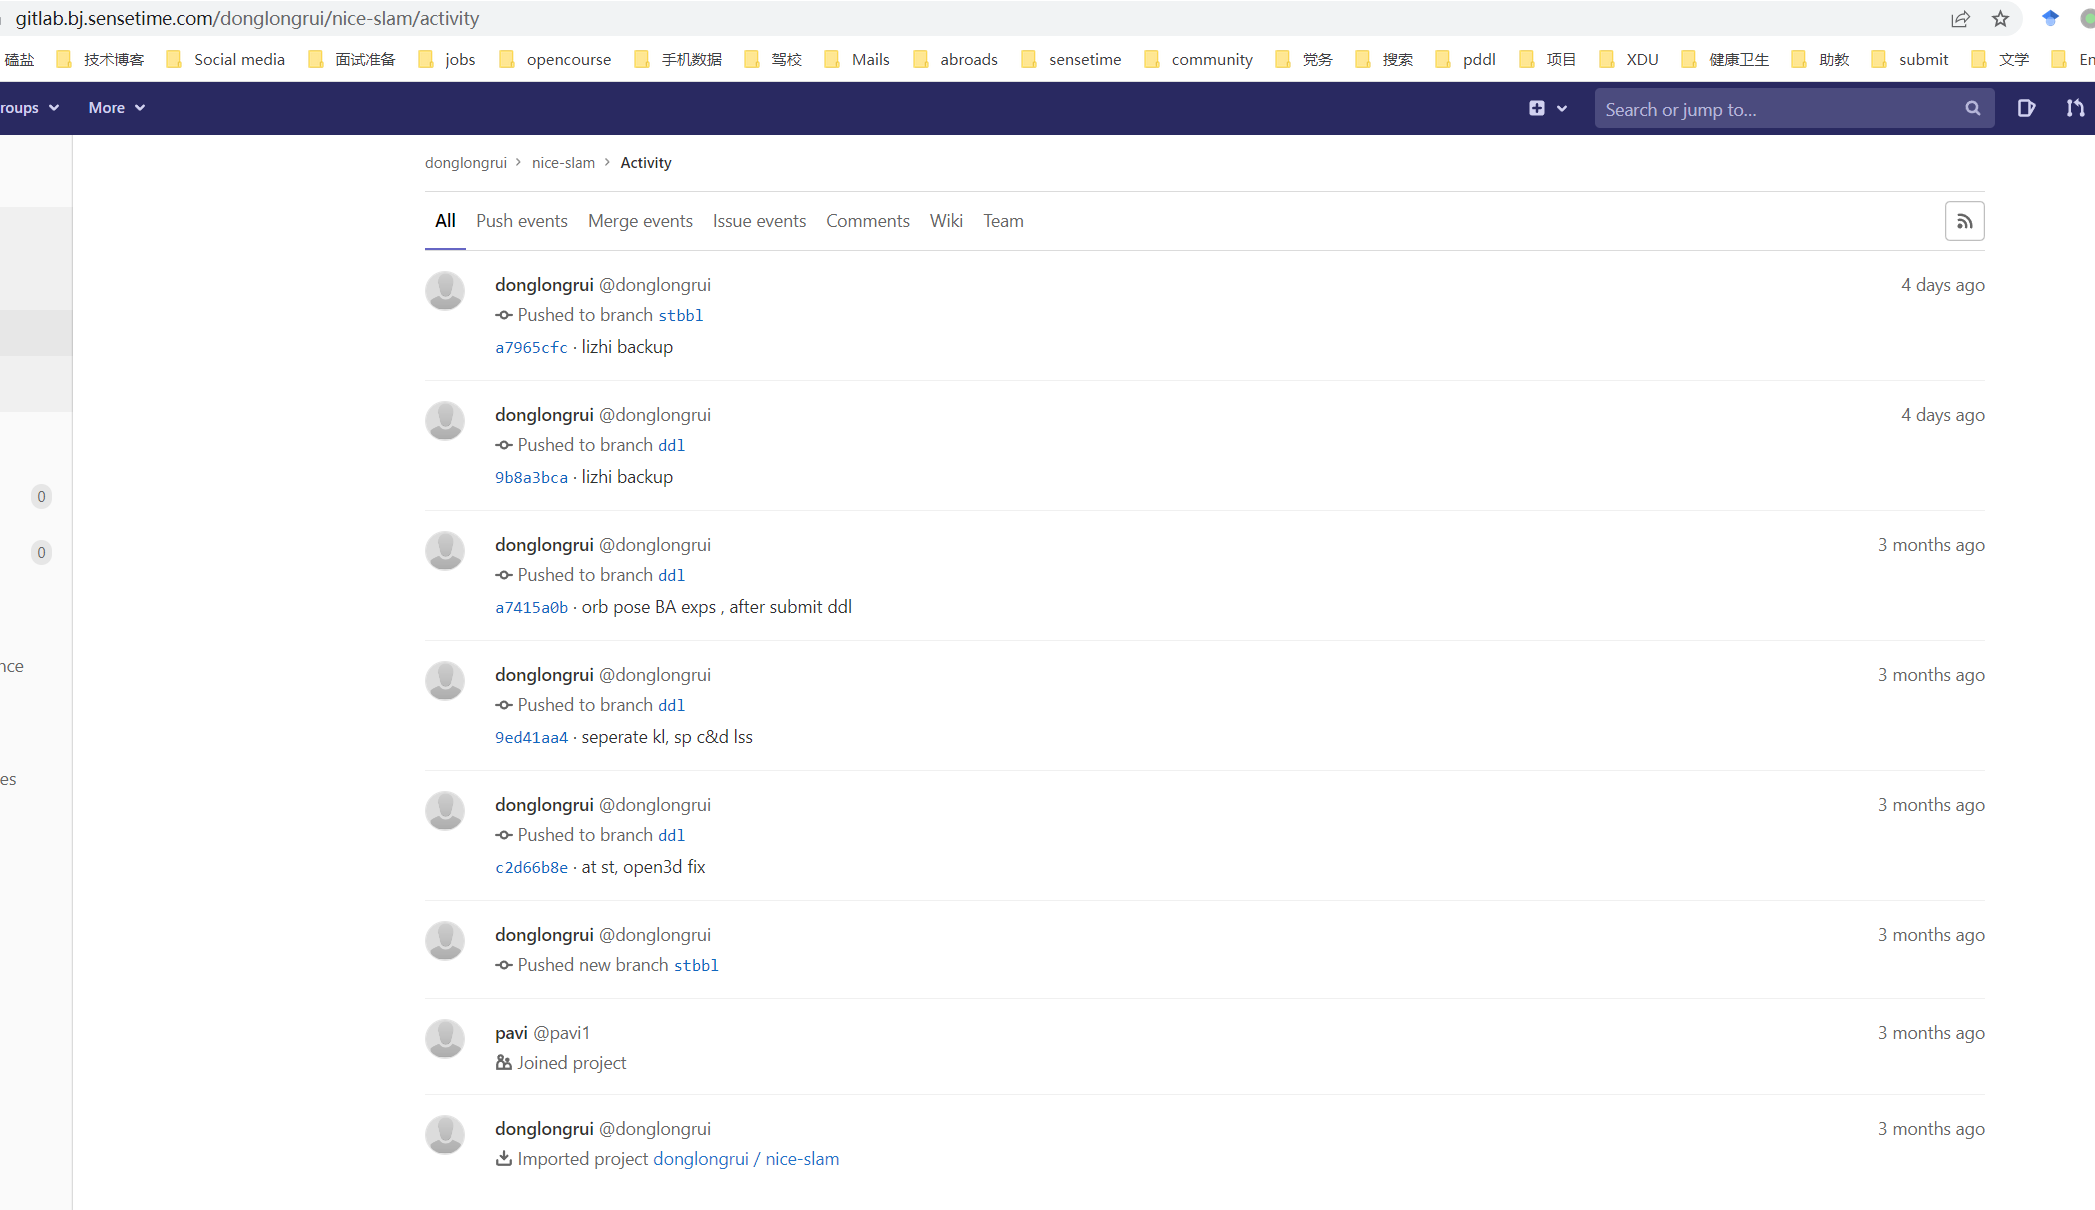 gitlab.bj.sensetime.com/donglongrui/nice-slam/activity
磕盐 技术博客 Social media 面试准备 jobs opencourse 手机数据 驾校 Mails abroads sensetime community 党务 搜索 pddl 项目 XDU 健康卫生 助教 submit 文学 En
roups More Search or jump to...
donglongrui > nice-slam > Activity
All Push events Merge events Issue events Comments Wiki Team
donglongrui @donglongrui 4 days ago
Pushed to branch stbbl
a7965cfc · lizhi backup
donglongrui @donglongrui 4 days ago
Pushed to branch ddl
9b8a3bca · lizhi backup
0
donglongrui @donglongrui 3 months ago
0
Pushed to branch ddl
a7415a0b · orb pose BA exps , after submit ddl
nce
donglongrui @donglongrui 3 months ago
Pushed to branch ddl
9ed41aa4 · seperate kl, sp c&d lss
es
donglongrui @donglongrui 3 months ago
Pushed to branch ddl
c2d66b8e · at st, open3d fix
donglongrui @donglongrui 3 months ago
Pushed new branch stbbl
pavi @pavi1 3 months ago
Joined project
donglongrui @donglongrui 3 months ago
Imported project donglongrui / nice-slam